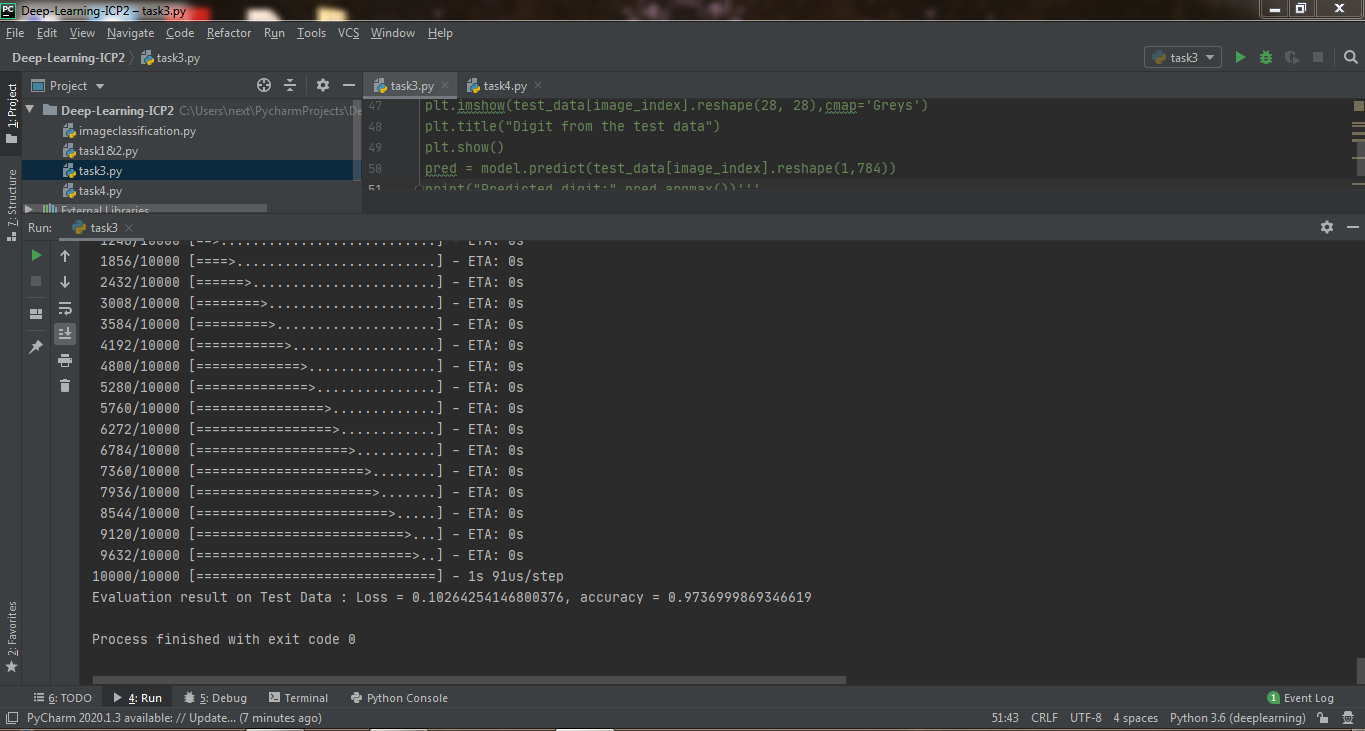 Deep-Learning-ICP2 – task3.py
File Edit View Navigate Code Refactor Run Tools VCS Window Help
Deep-Learning-ICP2 task3.py
task3
1: Project
Project
task3.py task4.py
Deep-Learning-ICP2 C:\Users\next\PycharmProjects\De
imageclassification.py
task1&2.py
task3.py
task4.py
External Libraries
47 plt.imshow(test_data[image_index].reshape(28, 28),cmap='Greys')
48 plt.title("Digit from the test data")
49 plt.show()
50 pred = model.predict(test_data[image_index].reshape(1,784))
51 print("Predicted digit:",pred.argmax())'''
7: Structure
Run: task3
1248/10000 [==>...........................] - ETA: 0s
1856/10000 [====>.........................] - ETA: 0s
2432/10000 [======>.......................] - ETA: 0s
3008/10000 [========>.....................] - ETA: 0s
3584/10000 [=========>....................] - ETA: 0s
4192/10000 [===========>..................] - ETA: 0s
4800/10000 [=============>................] - ETA: 0s
5280/10000 [==============>...............] - ETA: 0s
5760/10000 [================>.............] - ETA: 0s
6272/10000 [=================>............] - ETA: 0s
6784/10000 [===================>..........] - ETA: 0s
7360/10000 [=====================>........] - ETA: 0s
7936/10000 [======================>.......] - ETA: 0s
8544/10000 [========================>.....] - ETA: 0s
9120/10000 [==========================>...] - ETA: 0s
9632/10000 [===========================>..] - ETA: 0s
10000/10000 [==============================] - 1s 91us/step
Evaluation result on Test Data : Loss = 0.10264254146800376, accuracy = 0.9736999869346619
Process finished with exit code 0
2: Favorites
6: TODO 4: Run 5: Debug Terminal Python Console 1 Event Log
PyCharm 2020.1.3 available: // Update... (7 minutes ago) 51:43 CRLF UTF-8 4 spaces Python 3.6 (deeplearning)